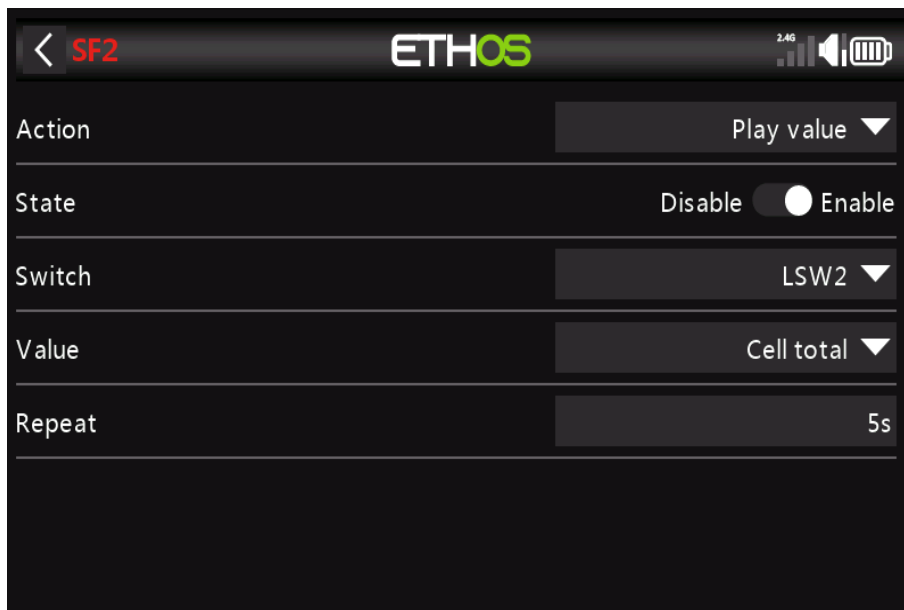 SF2 ETHOS 2.4G
Action Play value
State Disable Enable
Switch LSW2
Value Cell total
Repeat 5s